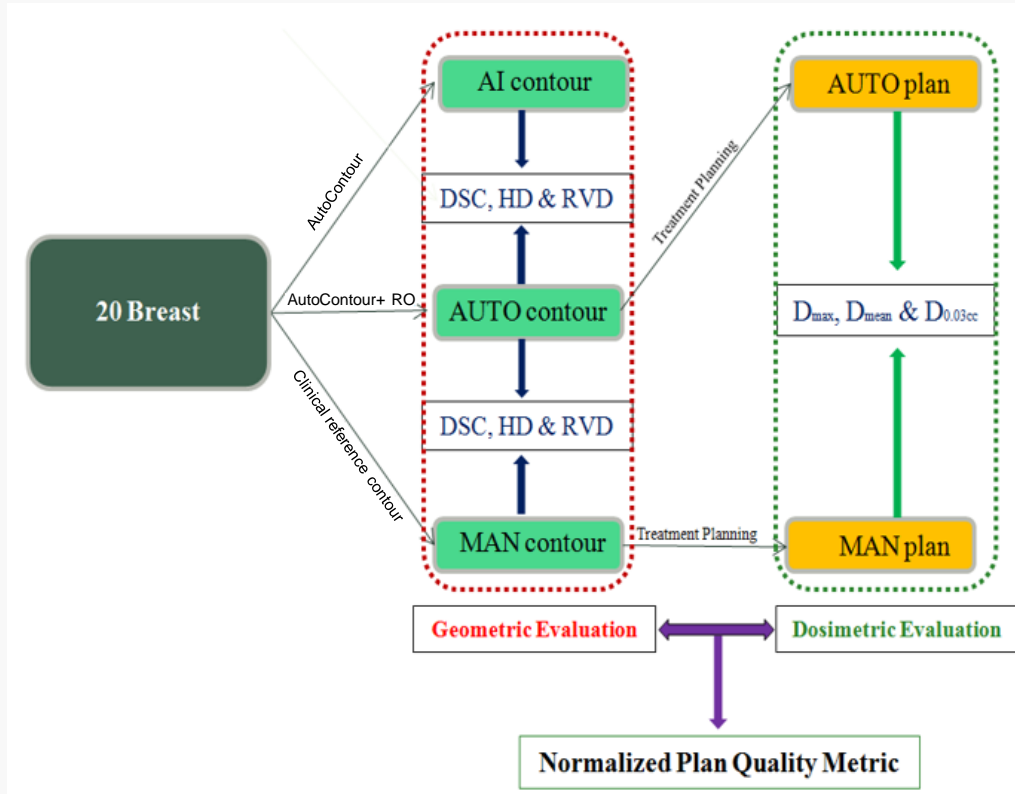 AI contour
AUTO plan
AutoContour
DSC, HD & RVD
Treatment Planning
20 Breast
AutoContour+ RO
AUTO contour
Dmax, Dmean & D0.03cc
Clinical reference contour
DSC, HD & RVD
MAN contour
Treatment Planning
MAN plan
Geometric Evaluation
Dosimetric Evaluation
Normalized Plan Quality Metric